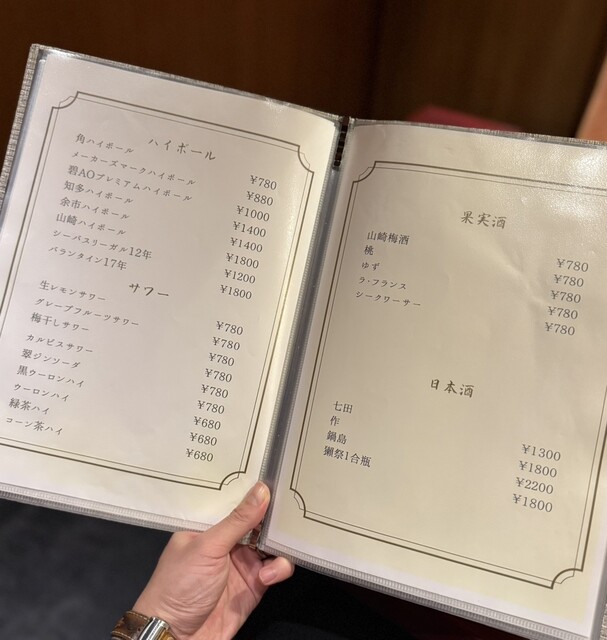 ハイボール
角ハイボール ¥780
メーカーズマークハイボール ¥880
碧AOプレミアムハイボール ¥1000
知多ハイボール ¥1400
余市ハイボール ¥1400
山崎ハイボール ¥1800
シーバスリーガル12年 ¥1200
バランタイン17年 ¥1800
サワー
生レモンサワー ¥780
グレープフルーツサワー ¥780
梅干しサワー ¥780
カルピスサワー ¥780
翠ジンソーダ ¥780
黒ウーロンハイ ¥780
ウーロンハイ ¥680
緑茶ハイ ¥680
コーン茶ハイ ¥680
果実酒
山崎梅酒 ¥780
桃 ¥780
ゆず ¥780
ラ・フランス ¥780
シークワーサー ¥780
日本酒
七田 ¥1300
作 ¥1800
鍋島 ¥2200
獺祭1合瓶 ¥1800